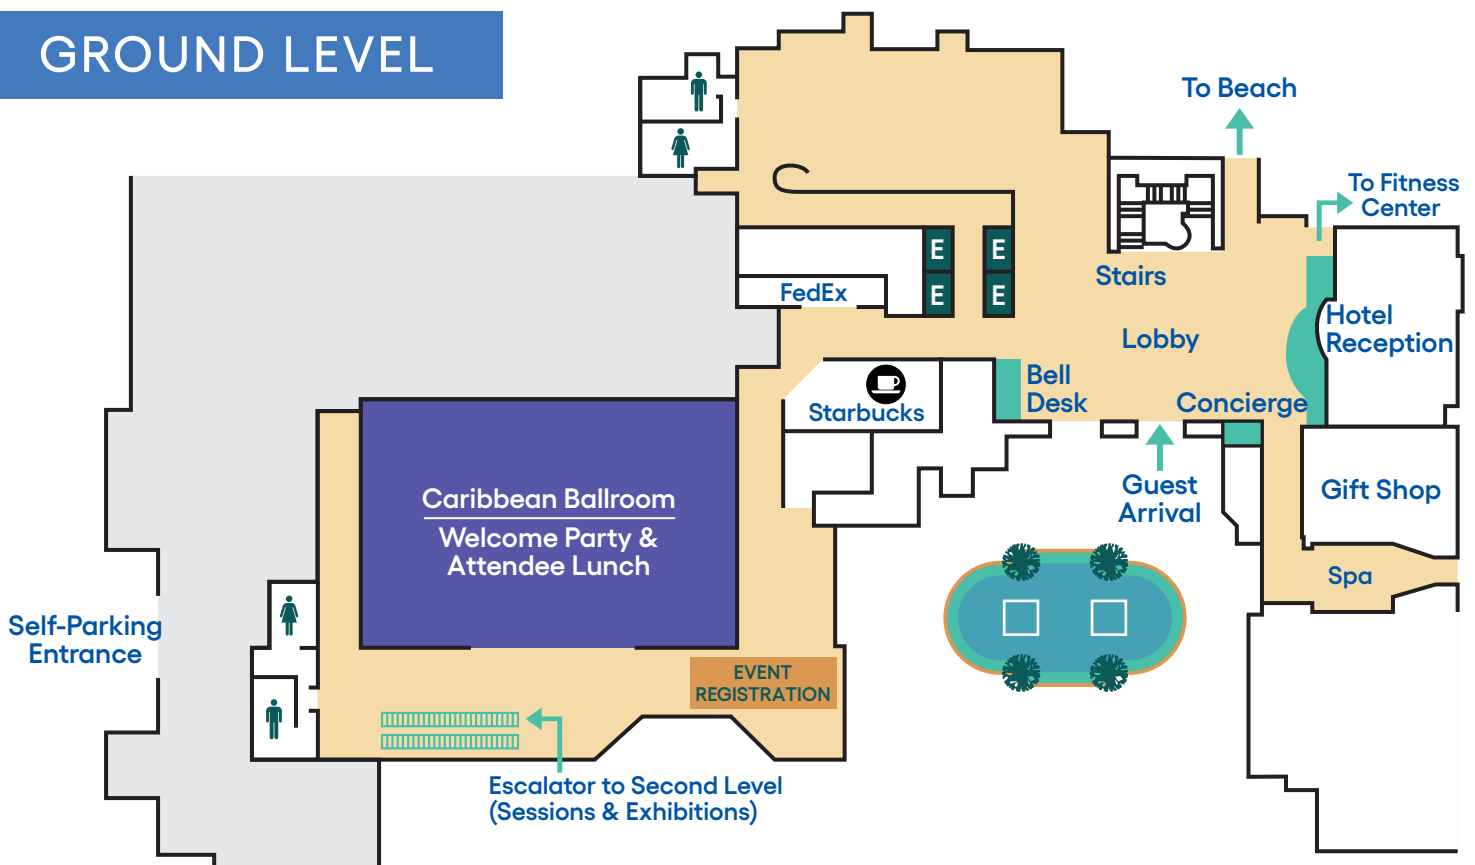 GROUND LEVEL
To Beach
To Fitness
Center
E
E
E
E
Stairs
FedEx
Hotel
Reception
Lobby
Bell
Desk
Concierge
Starbucks
Guest
Arrival
Gift Shop
Caribbean Ballroom
Welcome Party &
Attendee Lunch
Spa
Self-Parking
Entrance
EVENT
REGISTRATION
Escalator to Second Level
(Sessions & Exhibitions)